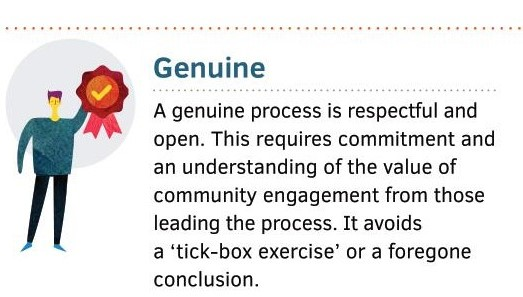 Genuine
A genuine process is respectful and
open. This requires commitment and
an understanding of the value of
community engagement from those
leading the process. It avoids
a ‘tick-box exercise’ or a foregone
conclusion.